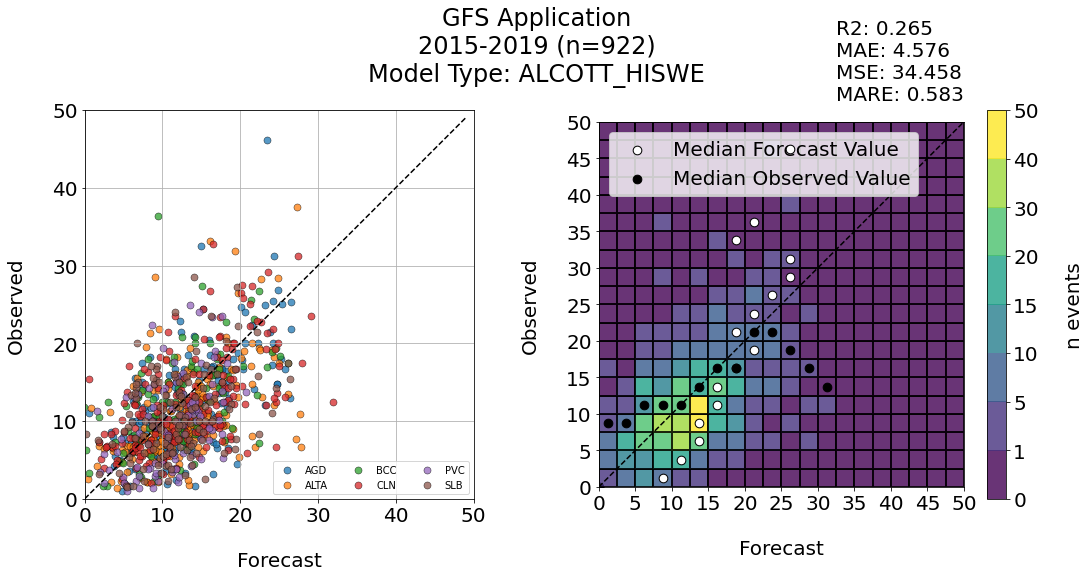 GFS Application
2015-2019 (n=922)
Model Type: ALCOTT_HISWE
R2: 0.265
MAE: 4.576
MSE: 34.458
MARE: 0.583
50
40
30
20
10
0
Observed
0 10 20 30 40 50
Forecast
AGD BCC PVC
ALTA CLN SLB
50
45
40
35
30
25
20
15
10
5
0
Observed
Median Forecast Value
Median Observed Value
0 5 10 15 20 25 30 35 40 45 50
Forecast
50
40
30
20
15
10
5
1
0
n events